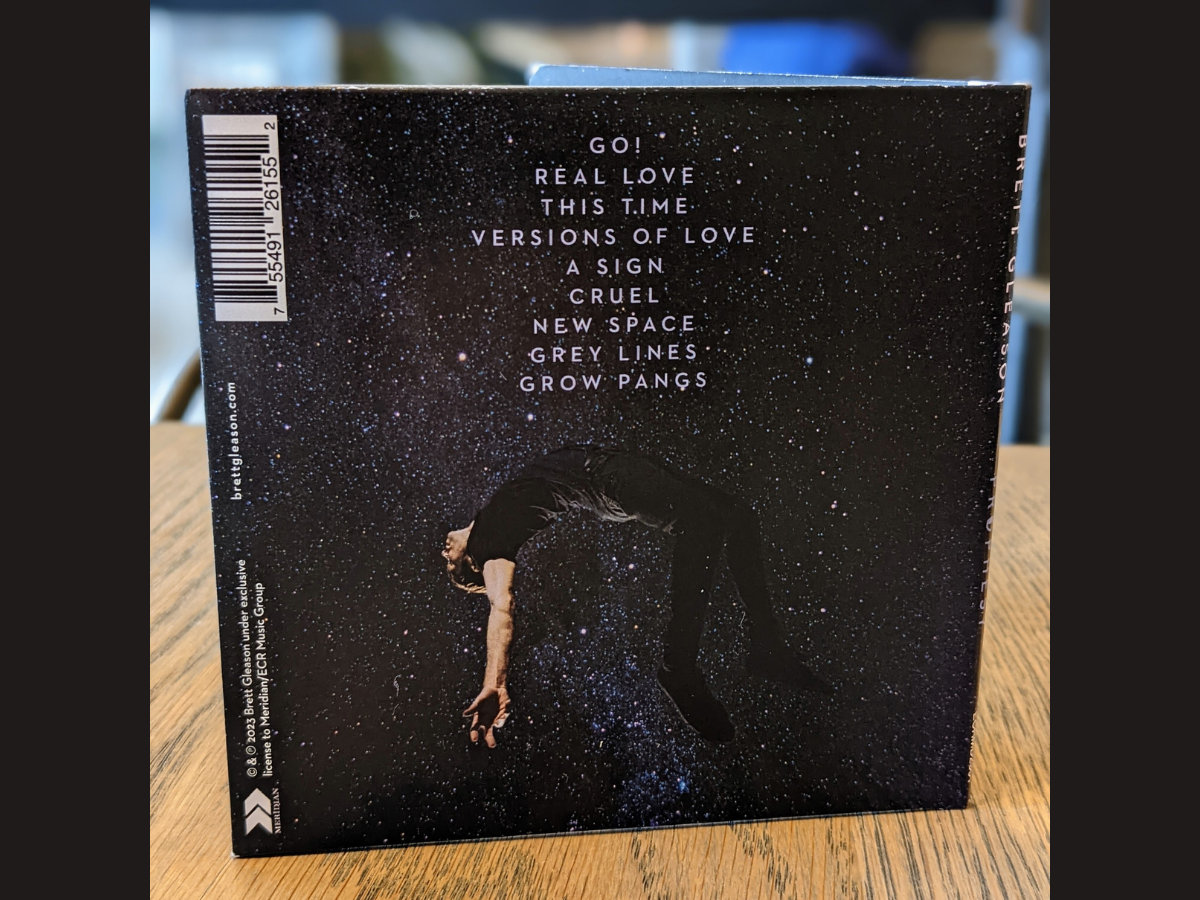 GO!
REAL LOVE
THIS TIME
VERSIONS OF LOVE
A SIGN
CRUEL
NEW SPACE
GREY LINES
GROW PANGS
7 55491 26155 2
brettgleason.com
© & ℗ 2023 Brett Gleason under exclusive
license to Meridian/ECR Music Group
MERIDIAN
BRETT GLEASON